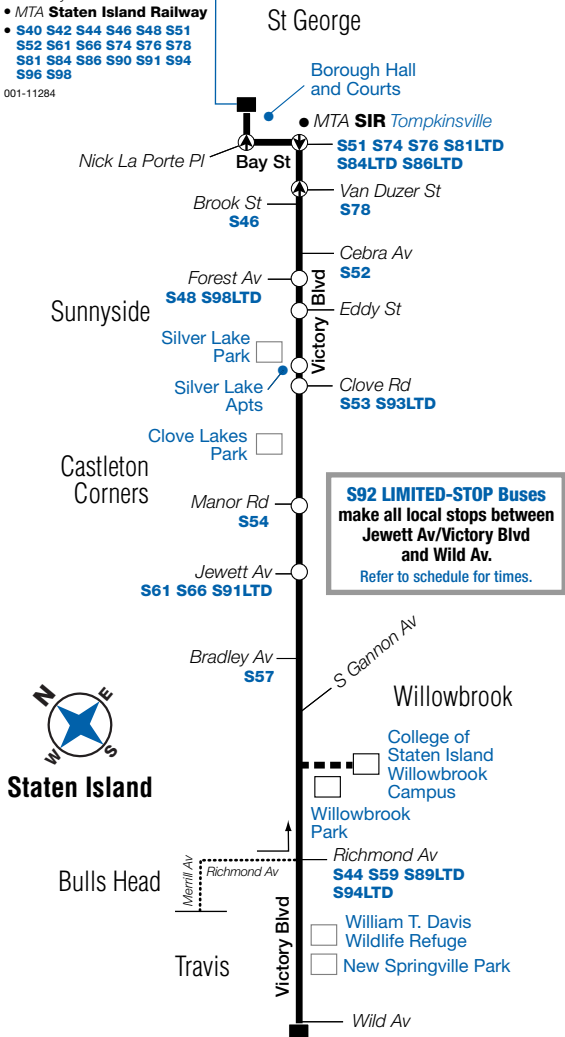 • MTA Staten Island Railway
• S40 S42 S44 S46 S48 S51
S52 S61 S66 S74 S76 S78
S81 S84 S86 S90 S91 S94
S96 S98
001-11284
St George
Borough Hall
and Courts
• MTA SIR Tompkinsville
Nick La Porte Pl
Bay St
S51 S74 S76 S81LTD
S84LTD S86LTD
Van Duzer St
S78
Brook St
S46
Cebra Av
S52
Forest Av
S48 S98LTD
Victory Blvd
Eddy St
Sunnyside
Silver Lake
Park
Silver Lake
Apts
Clove Rd
S53 S93LTD
Clove Lakes
Park
Castleton
Corners
Manor Rd
S54
S92 LIMITED-STOP Buses
make all local stops between
Jewett Av/Victory Blvd
and Wild Av.
Refer to schedule for times.
Jewett Av
S61 S66 S91LTD
Bradley Av
S57
S Gannon Av
Willowbrook
N
E
W
S
Staten Island
College of
Staten Island
Willowbrook
Campus
Willowbrook
Park
Richmond Av
S44 S59 S89LTD
S94LTD
Bulls Head
Merrill Av
Richmond Av
Victory Blvd
William T. Davis
Wildlife Refuge
New Springville Park
Travis
Wild Av